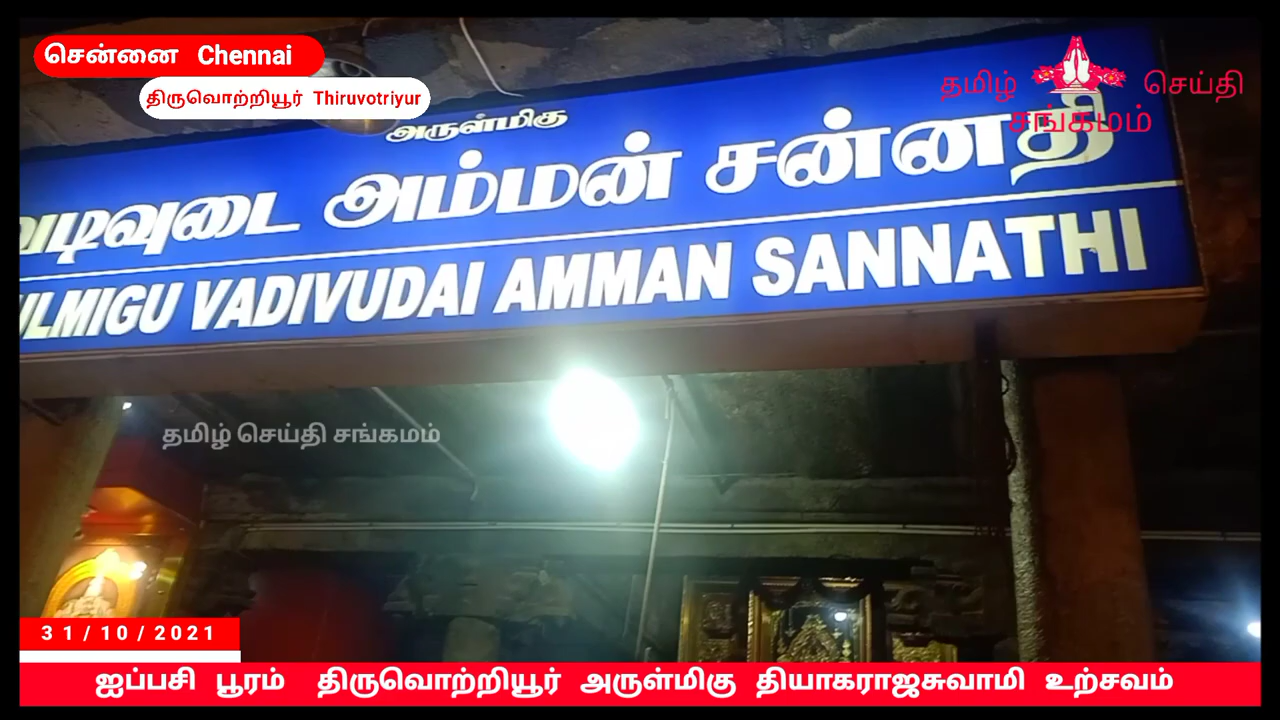 சென்னை Chennai
திருவொற்றியூர் Thiruvotriyur
தமிழ் செய்தி
சங்கமம்
அருள்மிகு
வடிவுடை அம்மன் சன்னதி
ULMIGU VADIVUDAI AMMAN SANNATHI
தமிழ் செய்தி சங்கமம்
31/10/2021
ஐப்பசி பூரம் திருவொற்றியூர் அருள்மிகு தியாகராஜசுவாமி உற்சவம்